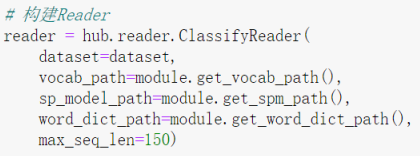 # 构建Reader
reader = hub.reader.ClassifyReader(
    dataset=dataset,
    vocab_path=module.get_vocab_path(),
    sp_model_path=module.get_spm_path(),
    word_dict_path=module.get_word_dict_path(),
    max_seq_len=150)